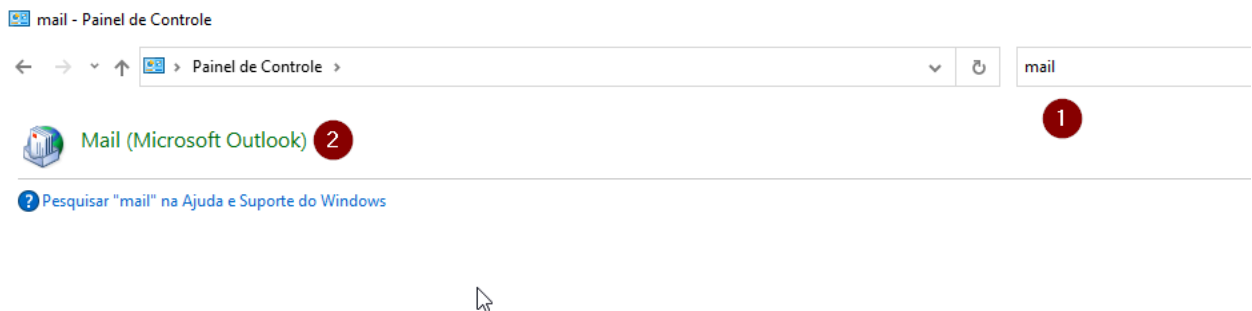 mail - Painel de Controle
Painel de Controle
mail
1
Mail (Microsoft Outlook) 2
? Pesquisar "mail" na Ajuda e Suporte do Windows